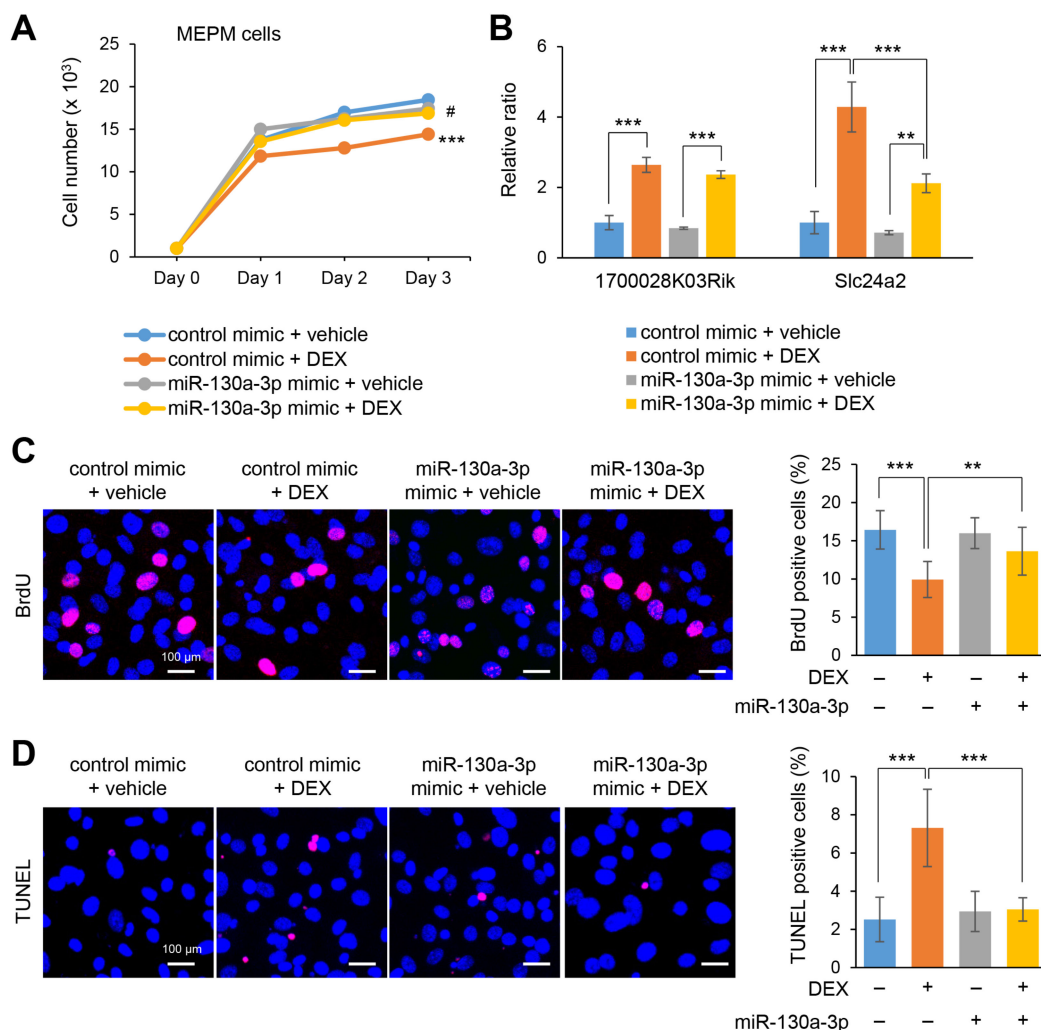 A
MEPM cells
Cell number (x 10³)
25
20
15
10
5
0
Day 0 Day 1 Day 2 Day 3
#
***
control mimic + vehicle
control mimic + DEX
miR-130a-3p mimic + vehicle
miR-130a-3p mimic + DEX
B
Relative ratio
6
4
2
0
*** *** *** *** **
1700028K03Rik Slc24a2
control mimic + vehicle
control mimic + DEX
miR-130a-3p mimic + vehicle
miR-130a-3p mimic + DEX
C
control mimic
+ vehicle
control mimic
+ DEX
miR-130a-3p
mimic + vehicle
miR-130a-3p
mimic + DEX
BrdU
100 µm
BrdU positive cells (%)
25
20
15
10
5
0
*** **
DEX – + – +
miR-130a-3p – – + +
D
control mimic
+ vehicle
control mimic
+ DEX
miR-130a-3p
mimic + vehicle
miR-130a-3p
mimic + DEX
TUNEL
100 µm
TUNEL positive cells (%)
10
8
6
4
2
0
*** ***
DEX – + – +
miR-130a-3p – – + +